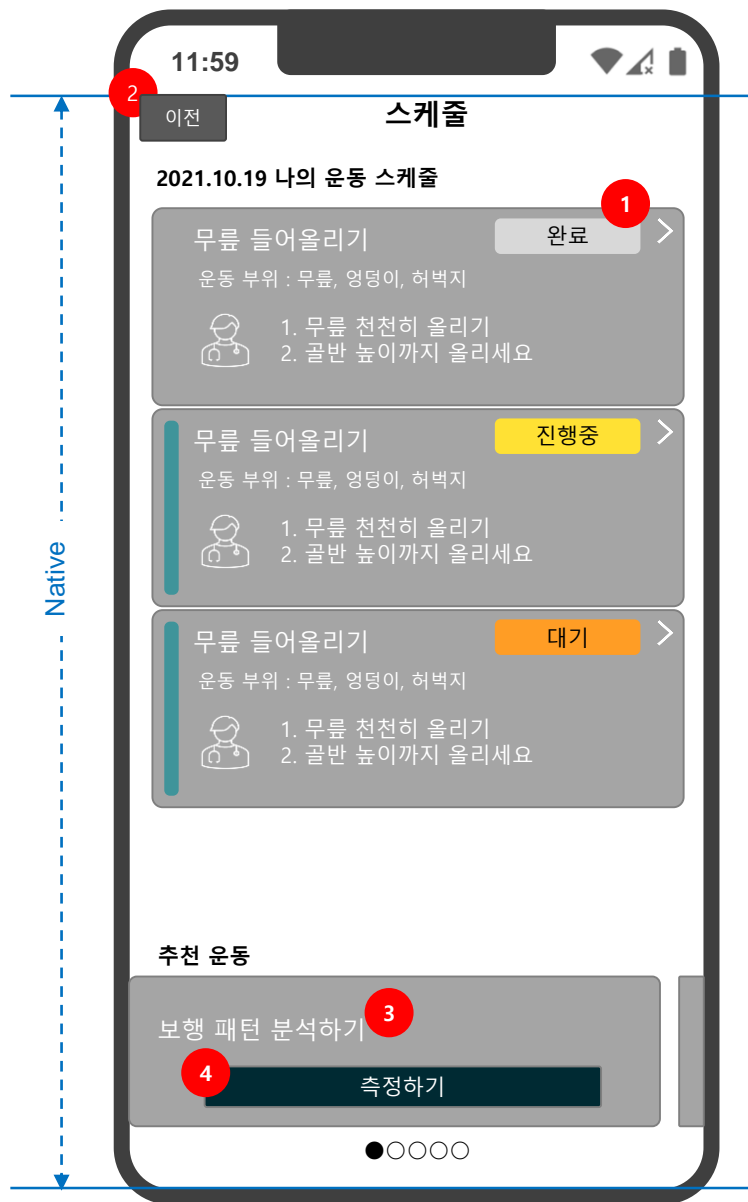 11:59
2
이전
스케줄
2021.10.19 나의 운동 스케줄
1
무릎 들어올리기
완료
운동 부위 : 무릎, 엉덩이, 허벅지
1. 무릎 천천히 올리기
2. 골반 높이까지 올리세요
무릎 들어올리기
진행중
운동 부위 : 무릎, 엉덩이, 허벅지
1. 무릎 천천히 올리기
2. 골반 높이까지 올리세요
Native
무릎 들어올리기
대기
운동 부위 : 무릎, 엉덩이, 허벅지
1. 무릎 천천히 올리기
2. 골반 높이까지 올리세요
추천 운동
보행 패턴 분석하기
3
4
측정하기